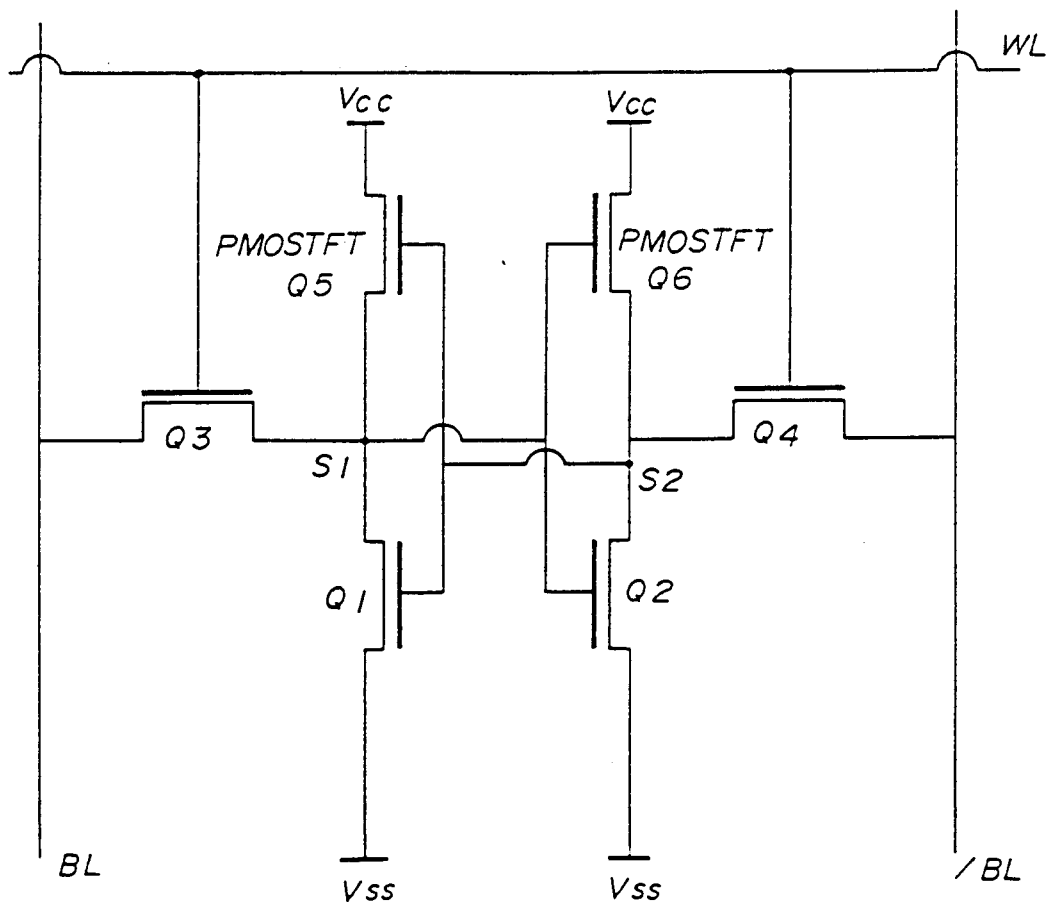 WL
Vcc
Vcc
PMOSTFT
Q5
PMOSTFT
Q6
Q3
Q4
S1
S2
Q1
Q2
BL
Vss
Vss
/BL